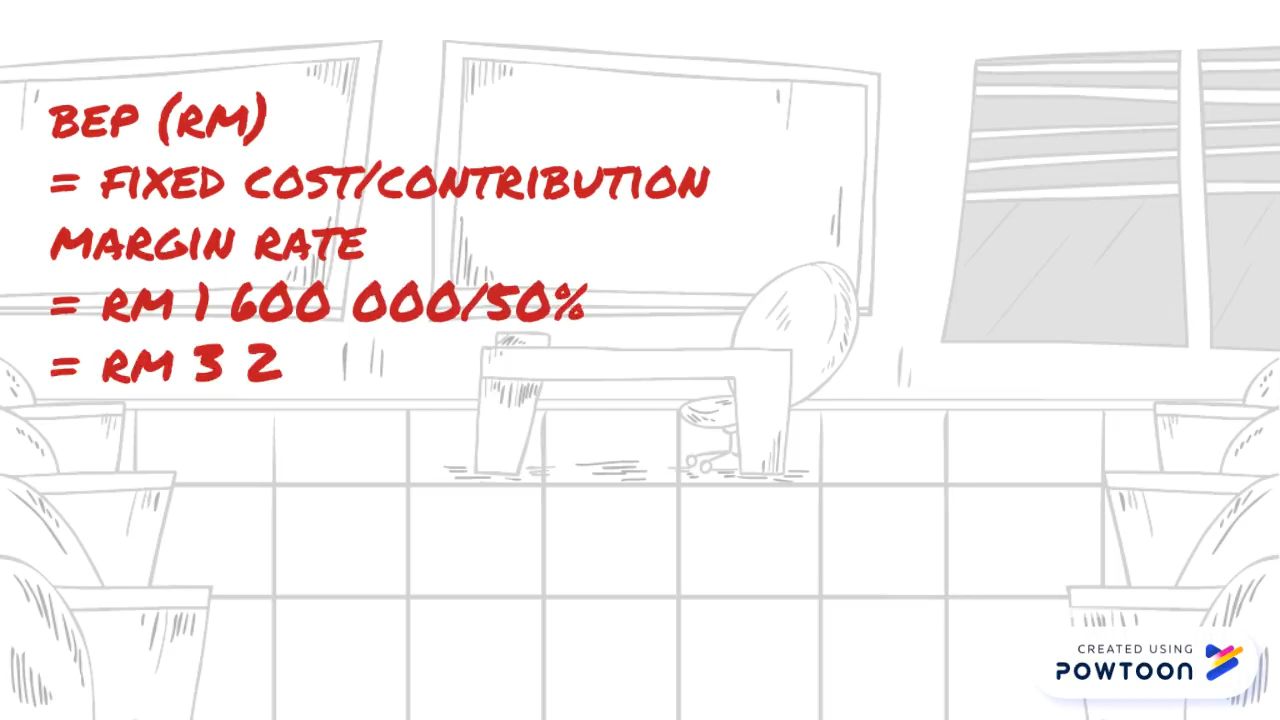 BEP (RM)
= FIXED COST/CONTRIBUTION
MARGIN RATE
= RM 1 600 000/50%
= RM 3 2
CREATED USING
POWTOON